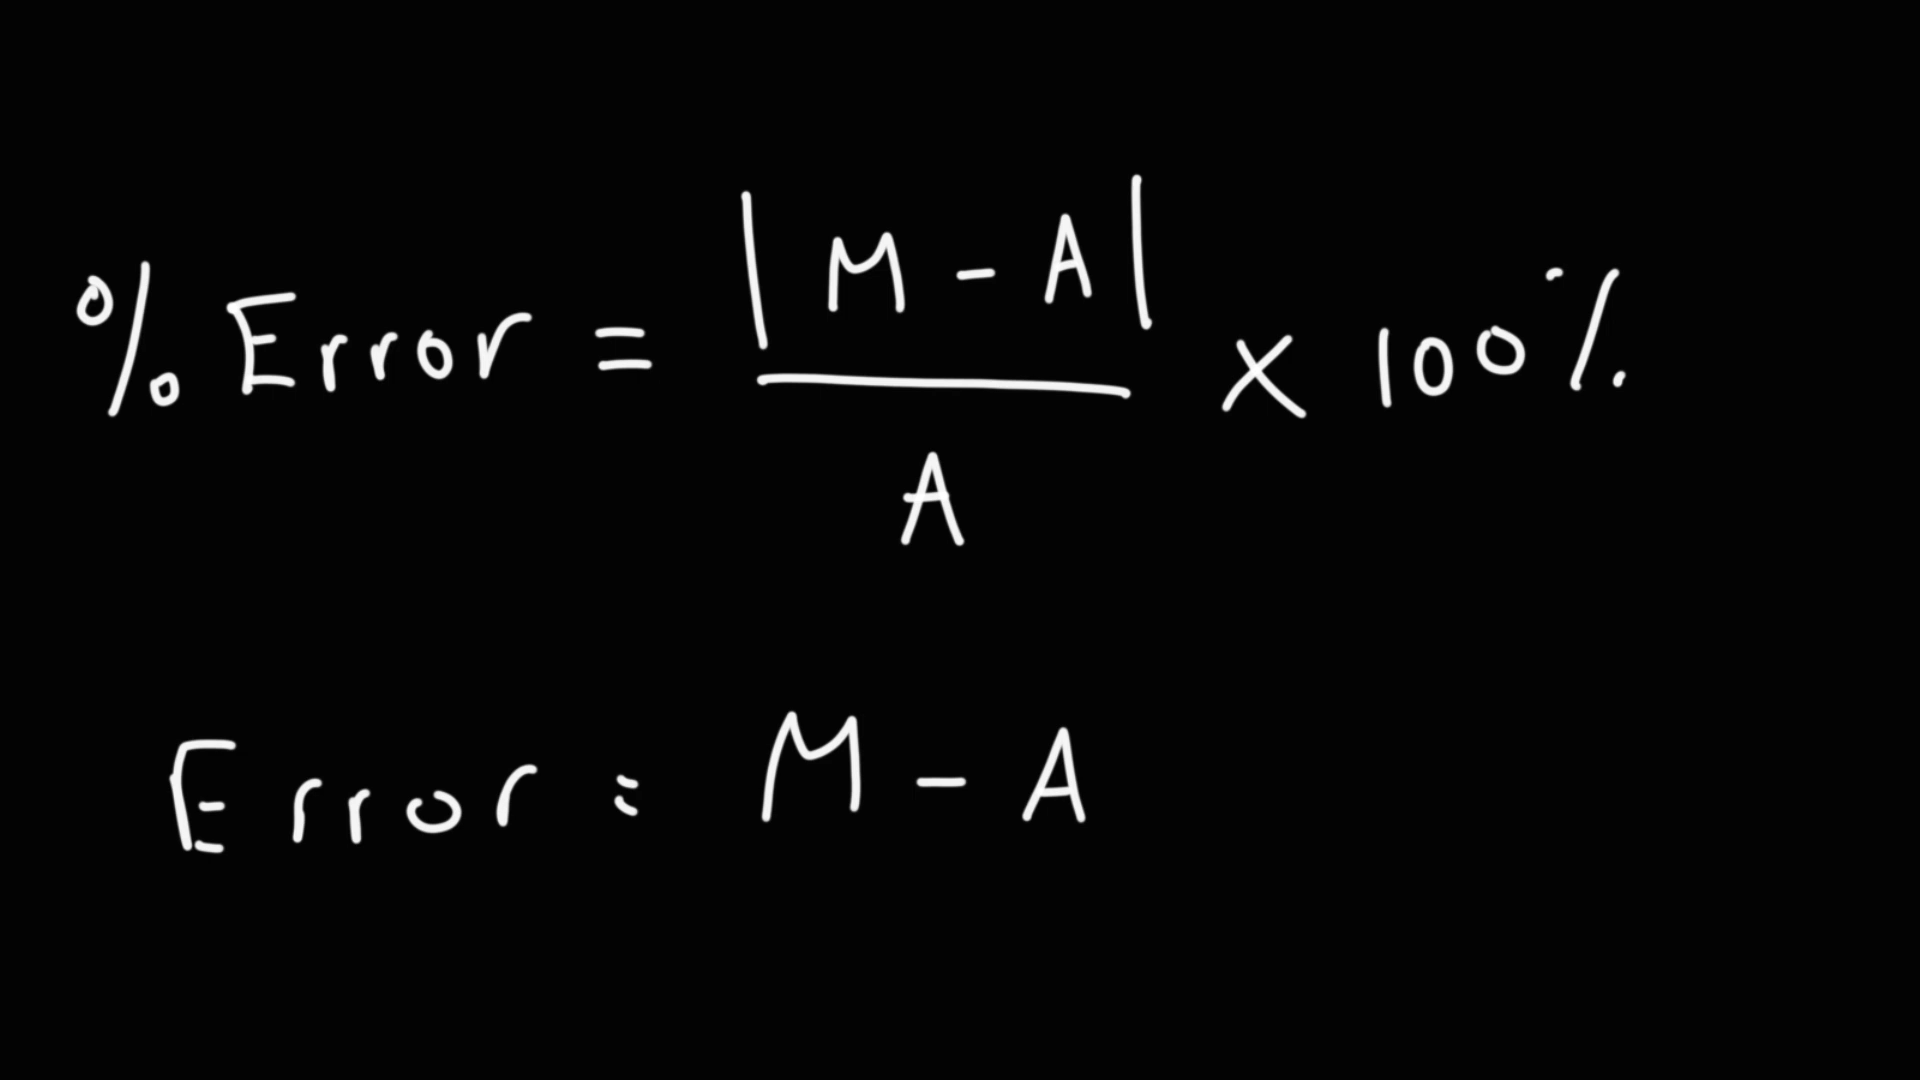 % Error = |M - A| / A × 100%
Error = M - A